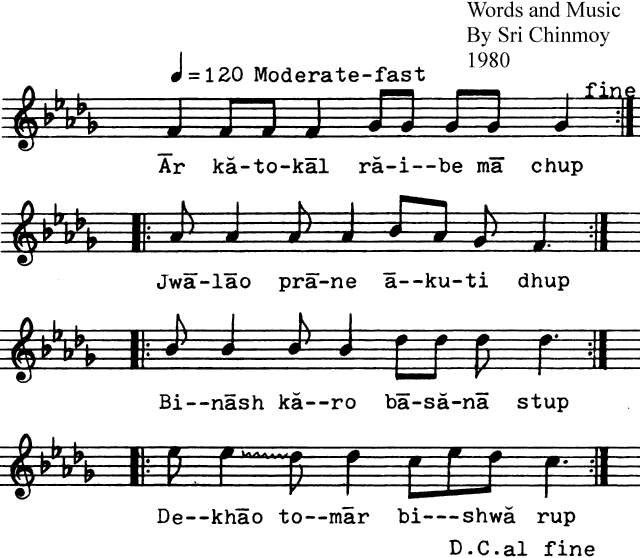 Words and Music
By Sri Chinmoy
1980
♩=120 Moderate-fast
fine
Ār kă-to-kāl ră-i--be mā chup
Jwā-lāo prā-ne ā--ku-ti dhup
Bi--nāsh kă--ro bā-să-nā stup
De--khāo to--mār bi---shwă rup
D.C.al fine